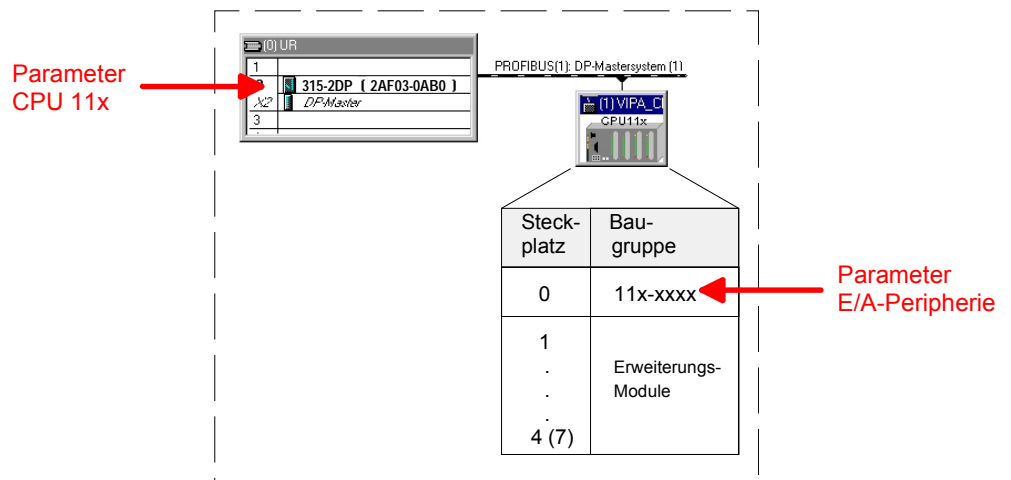 (0) UR
1
315-2DP ( 2AF03-0AB0 )
X2 DP-Master
3
Parameter
CPU 11x
PROFIBUS(1): DP-Mastersystem (1)
(1) VIPA_C
CPU11x
Steck-
platz
Bau-
gruppe
0 11x-xxxx
Parameter
E/A-Peripherie
1
.
.
.
4 (7)
Erweiterungs-
Module